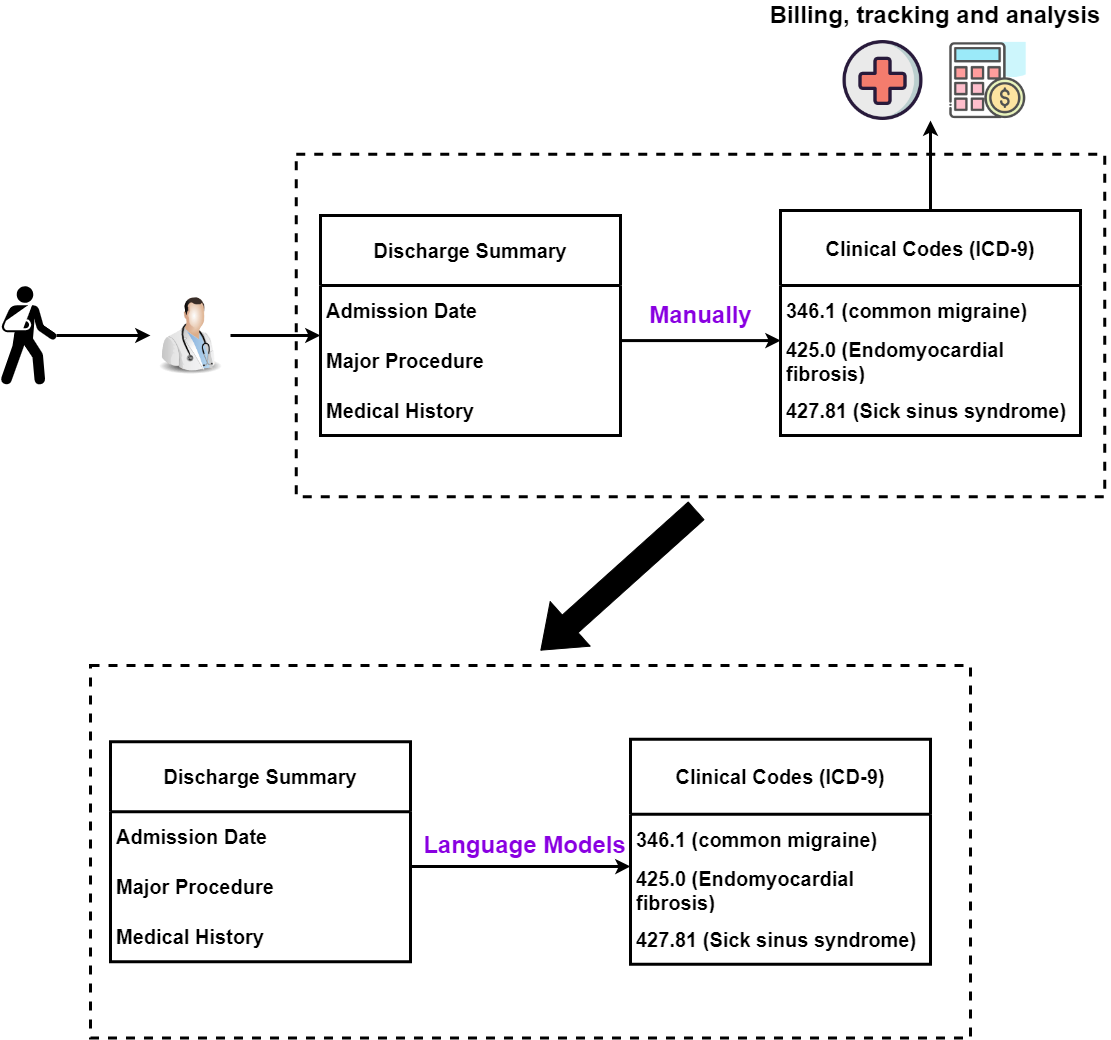 Billing, tracking and analysis
Discharge Summary
Admission Date
Major Procedure
Medical History
Manually
Clinical Codes (ICD-9)
346.1 (common migraine)
425.0 (Endomyocardial
fibrosis)
427.81 (Sick sinus syndrome)
Discharge Summary
Admission Date
Major Procedure
Medical History
Language Models
Clinical Codes (ICD-9)
346.1 (common migraine)
425.0 (Endomyocardial
fibrosis)
427.81 (Sick sinus syndrome)